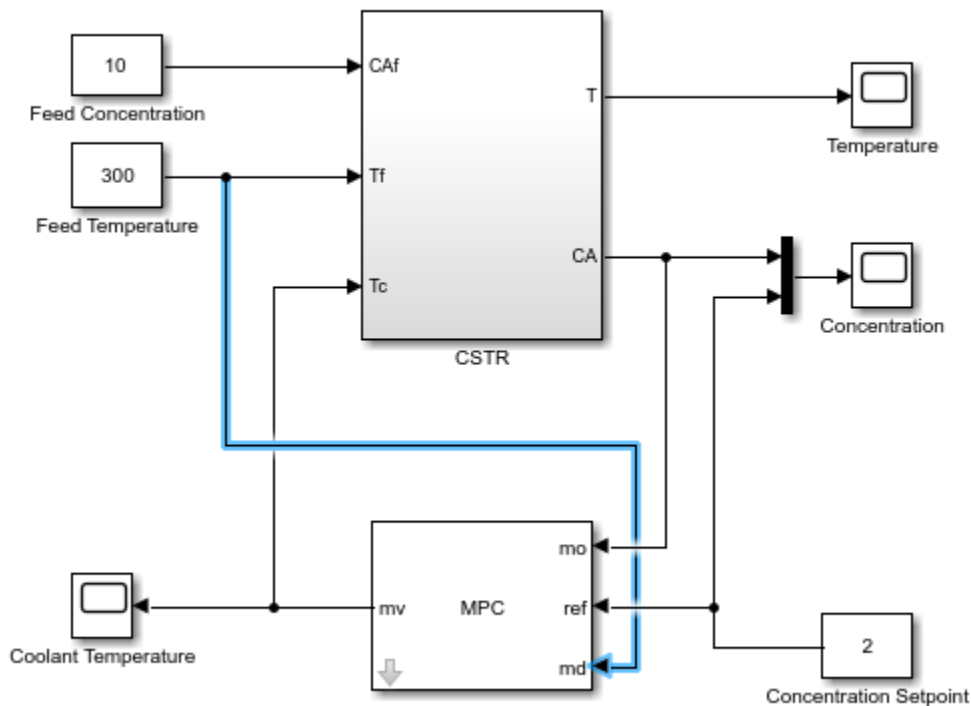 10
CAf
Feed Concentration
T
Temperature
300
Tf
Feed Temperature
CA
Tc
Concentration
CSTR
mo
mv
MPC
ref
2
Coolant Temperature
md
Concentration Setpoint